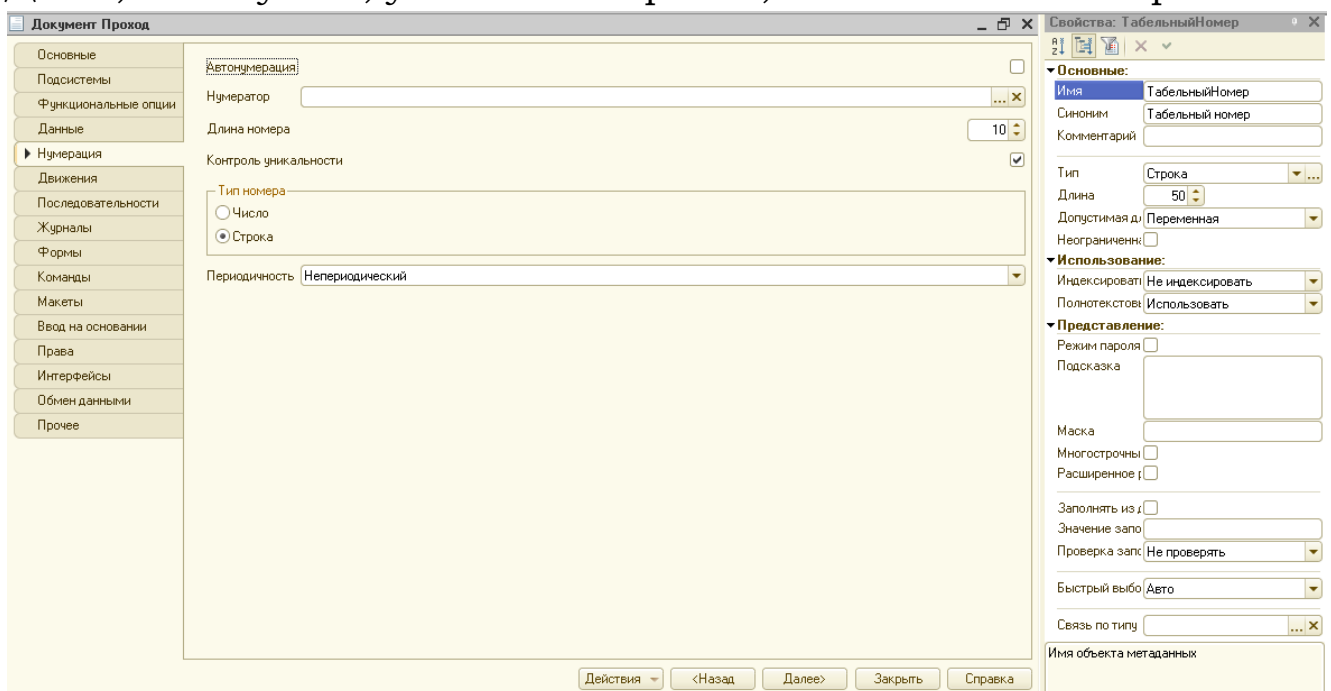 Документ Проход
Основные
Подсистемы
Функциональные опции
Данные
Нумерация
Движения
Последовательности
Журналы
Формы
Команды
Макеты
Ввод на основании
Права
Интерфейсы
Обмен данными
Прочее
Автонумерация
Нумератор
...
Длина номера 10
Контроль уникальности
Тип номера
Число
Строка
Периодичность Непериодический
Действия <Назад Далее> Закрыть Справка
Свойства: ТабельныйНомер
Основные:
Имя ТабельныйНомер
Синоним Табельный номер
Комментарий
Тип Строка ...
Длина 50
Допустимая д Переменная
Неограниченн
Использование:
Индексироват Не индексировать
Полнотекстов Использовать
Представление:
Режим пароля
Подсказка
Маска
Многострочны
Расширенное р
Заполнять из д
Значение запо
Проверка запо Не проверять
Быстрый выбо Авто
Связь по типу ...
Имя объекта метаданных